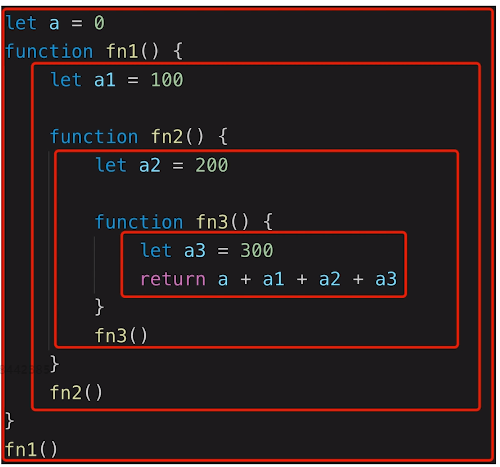 let a = 0
function fn1() {
    let a1 = 100

    function fn2() {
        let a2 = 200

        function fn3() {
            let a3 = 300
            return a + a1 + a2 + a3
        }
        fn3()
    }
    fn2()
}
fn1()